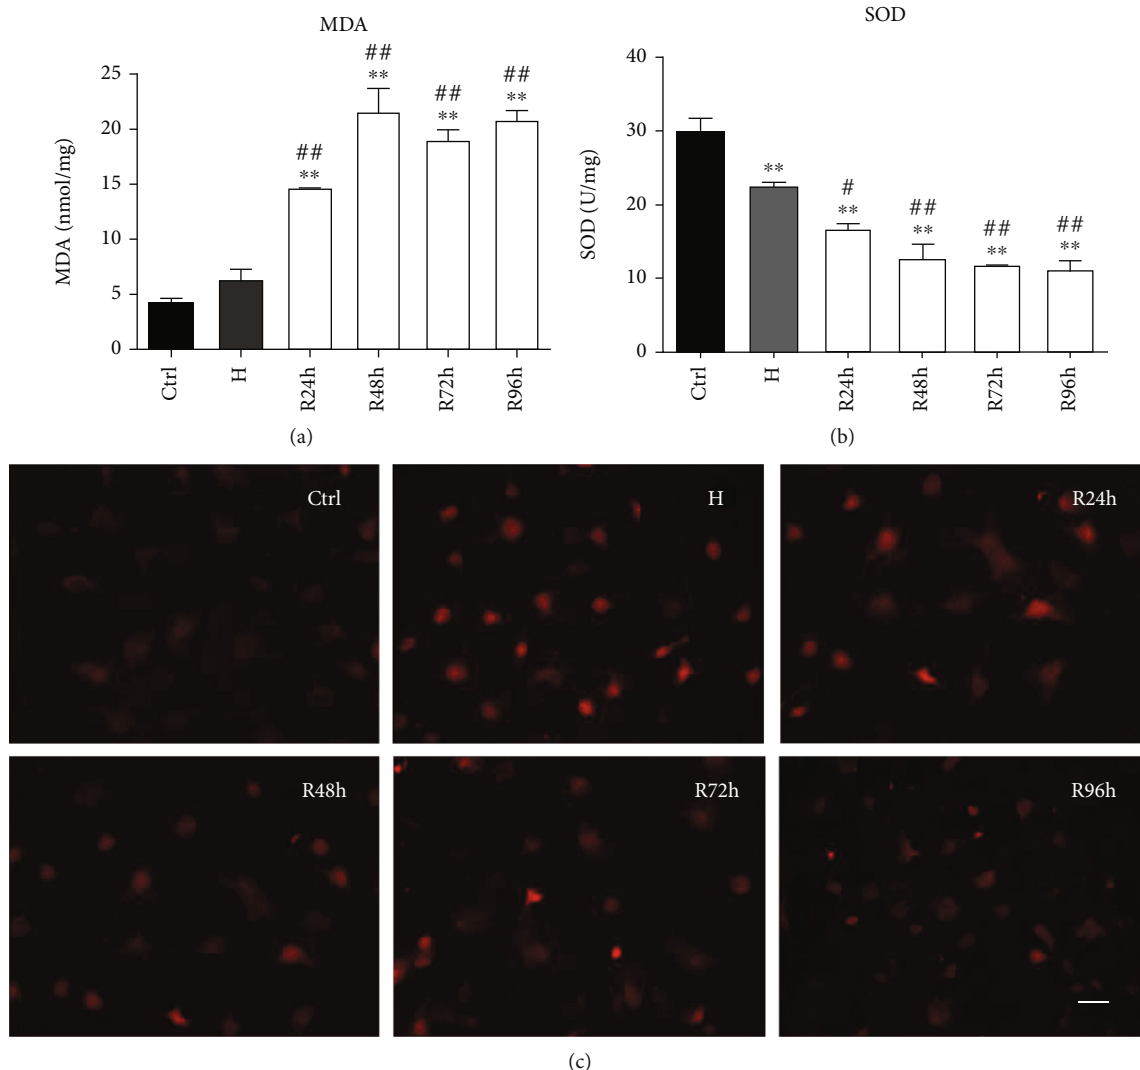 MDA
MDA (nmol/mg)
25
20
15
10
5
0
##
**
##
**
##
**
##
**
Ctrl
H
R24h
R48h
R72h
R96h
(a)
SOD
SOD (U/mg)
40
30
20
10
0
**
#
**
##
**
##
**
##
**
Ctrl
H
R24h
R48h
R72h
R96h
(b)
Ctrl
H
R24h
R48h
R72h
R96h
(c)